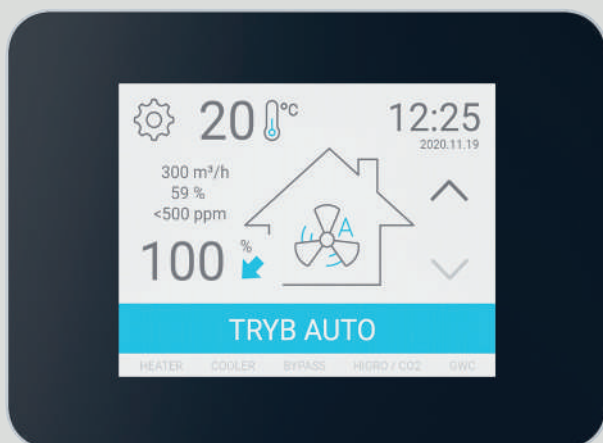 20 °C
12:25
2020.11.19
300 m³/h
59 %
<500 ppm
100 %
A
TRYB AUTO
HEATER COOLER BYPASS HIGRO / CO2 GWC